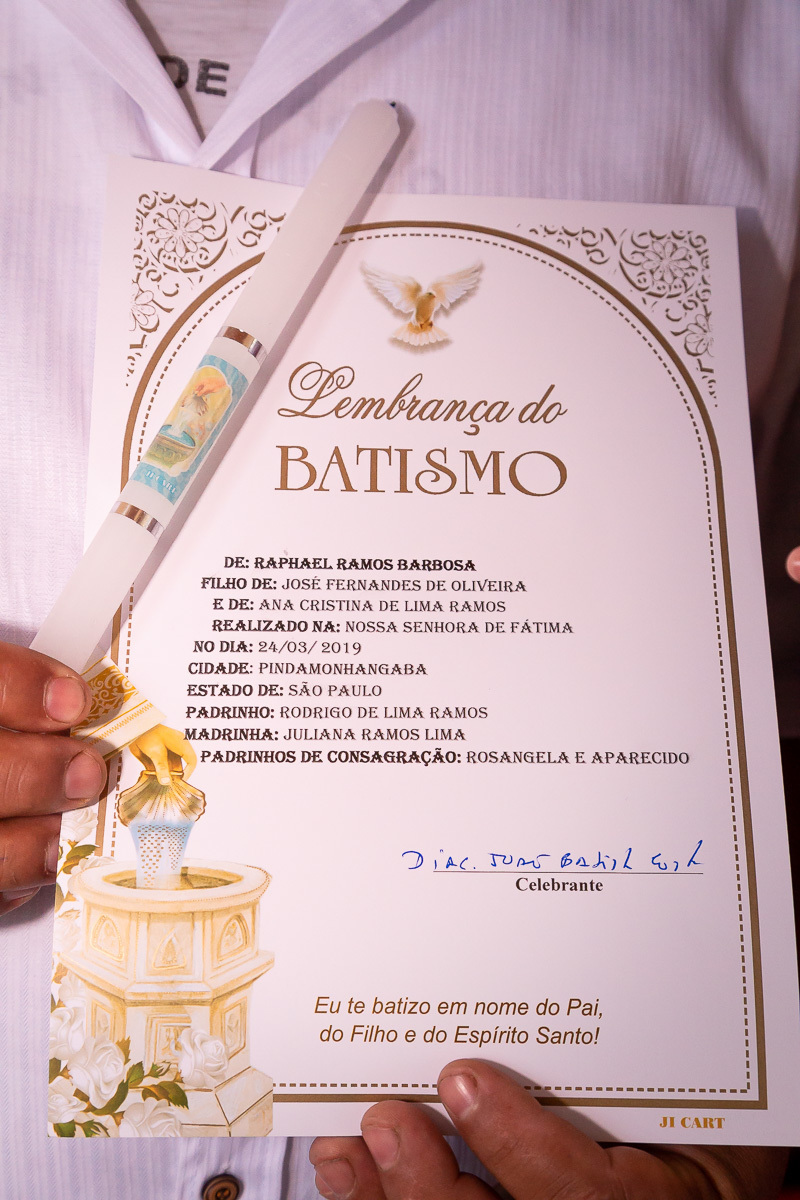 DE
Lembrança do
BATISMO
DE: RAPHAEL RAMOS BARBOSA
FILHO DE: JOSÉ FERNANDES DE OLIVEIRA
E DE: ANA CRISTINA DE LIMA RAMOS
REALIZADO NA: NOSSA SENHORA DE FÁTIMA
NO DIA: 24/03/ 2019
CIDADE: PINDAMONHANGABA
ESTADO DE: SÃO PAULO
PADRINHO: RODRIGO DE LIMA RAMOS
MADRINHA: JULIANA RAMOS LIMA
PADRINHOS DE CONSAGRAÇÃO: ROSANGELA E APARECIDO
DIAC. JOÃO
Celebrante
Eu te batizo em nome do Pai,
do Filho e do Espírito Santo!
JI CART